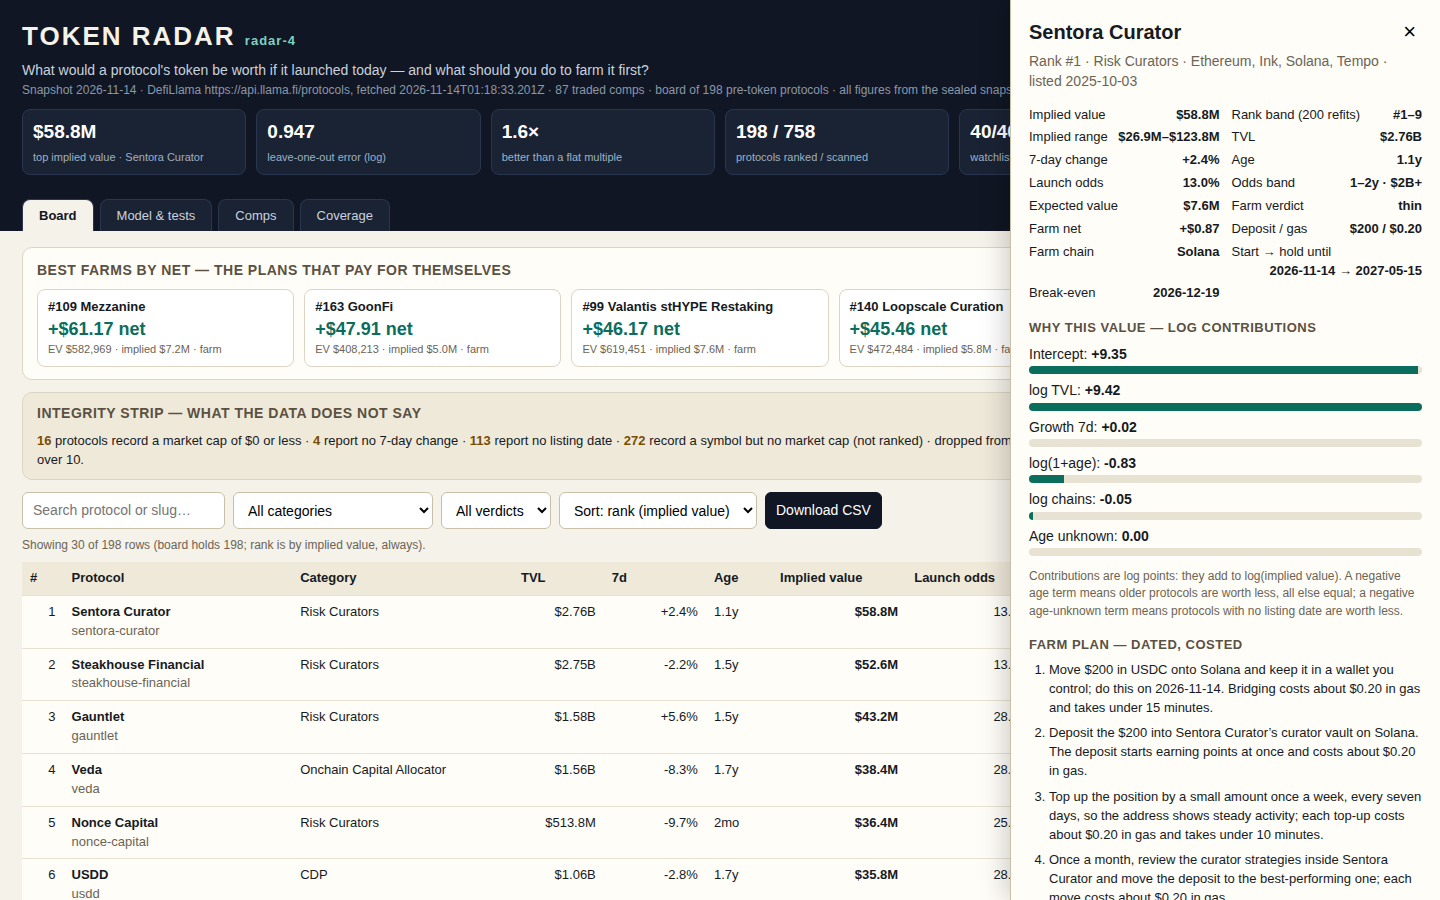 TOKEN RADAR radar-4
What would a protocol's token be worth if it launched today — and what should you do to farm it first?
Snapshot 2026-11-14 · DefiLlama https://api.llama.fi/protocols, fetched 2026-11-14T01:18:33.201Z · 87 traded comps · board of 198 pre-token protocols · all figures from the sealed snaps
$58.8M
top implied value · Sentora Curator
0.947
leave-one-out error (log)
1.6×
better than a flat multiple
198 / 758
protocols ranked / scanned
40/40
watchlis
Board
Model & tests
Comps
Coverage
BEST FARMS BY NET — THE PLANS THAT PAY FOR THEMSELVES
#109 Mezzanine
+$61.17 net
EV $582,969 · implied $7.2M · farm
#163 GoonFi
+$47.91 net
EV $408,213 · implied $5.0M · farm
#99 Valantis stHYPE Restaking
+$46.17 net
EV $619,451 · implied $7.6M · farm
#140 Loopscale Curation
+$45.46 net
EV $472,484 · implied $5.8M · fa
INTEGRITY STRIP — WHAT THE DATA DOES NOT SAY
16 protocols record a market cap of $0 or less · 4 report no 7-day change · 113 report no listing date · 272 record a symbol but no market cap (not ranked) · dropped from
over 10.
Search protocol or slug…
All categories
All verdicts
Sort: rank (implied value)
Download CSV
Showing 30 of 198 rows (board holds 198; rank is by implied value, always).
# Protocol Category TVL 7d Age Implied value Launch odds
1 Sentora Curator Risk Curators $2.76B +2.4% 1.1y $58.8M 13.
sentora-curator
2 Steakhouse Financial Risk Curators $2.75B -2.2% 1.5y $52.6M 13.
steakhouse-financial
3 Gauntlet Risk Curators $1.58B +5.6% 1.5y $43.2M 28.
gauntlet
4 Veda Onchain Capital Allocator $1.56B -8.3% 1.7y $38.4M 28.
veda
5 Nonce Capital Risk Curators $513.8M -9.7% 2mo $36.4M 25.
nonce-capital
6 USDD CDP $1.06B -2.8% 1.7y $35.8M 28.
usdd
Sentora Curator ×
Rank #1 · Risk Curators · Ethereum, Ink, Solana, Tempo ·
listed 2025-10-03
Implied value $58.8M Rank band (200 refits) #1–9
Implied range $26.9M–$123.8M TVL $2.76B
7-day change +2.4% Age 1.1y
Launch odds 13.0% Odds band 1–2y · $2B+
Expected value $7.6M Farm verdict thin
Farm net +$0.87 Deposit / gas $200 / $0.20
Farm chain Solana Start → hold until
2026-11-14 → 2027-05-15
Break-even 2026-12-19
WHY THIS VALUE — LOG CONTRIBUTIONS
Intercept: +9.35
log TVL: +9.42
Growth 7d: +0.02
log(1+age): -0.83
log chains: -0.05
Age unknown: 0.00
Contributions are log points: they add to log(implied value). A negative
age term means older protocols are worth less, all else equal; a negative
age-unknown term means protocols with no listing date are worth less.
FARM PLAN — DATED, COSTED
1. Move $200 in USDC onto Solana and keep it in a wallet you
control; do this on 2026-11-14. Bridging costs about $0.20 in gas
and takes under 15 minutes.
2. Deposit the $200 into Sentora Curator’s curator vault on Solana.
The deposit starts earning points at once and costs about $0.20
in gas.
3. Top up the position by a small amount once a week, every seven
days, so the address shows steady activity; each top-up costs
about $0.20 in gas and takes under 10 minutes.
4. Once a month, review the curator strategies inside Sentora
Curator and move the deposit to the best-performing one; each
move costs about $0.20 in gas.